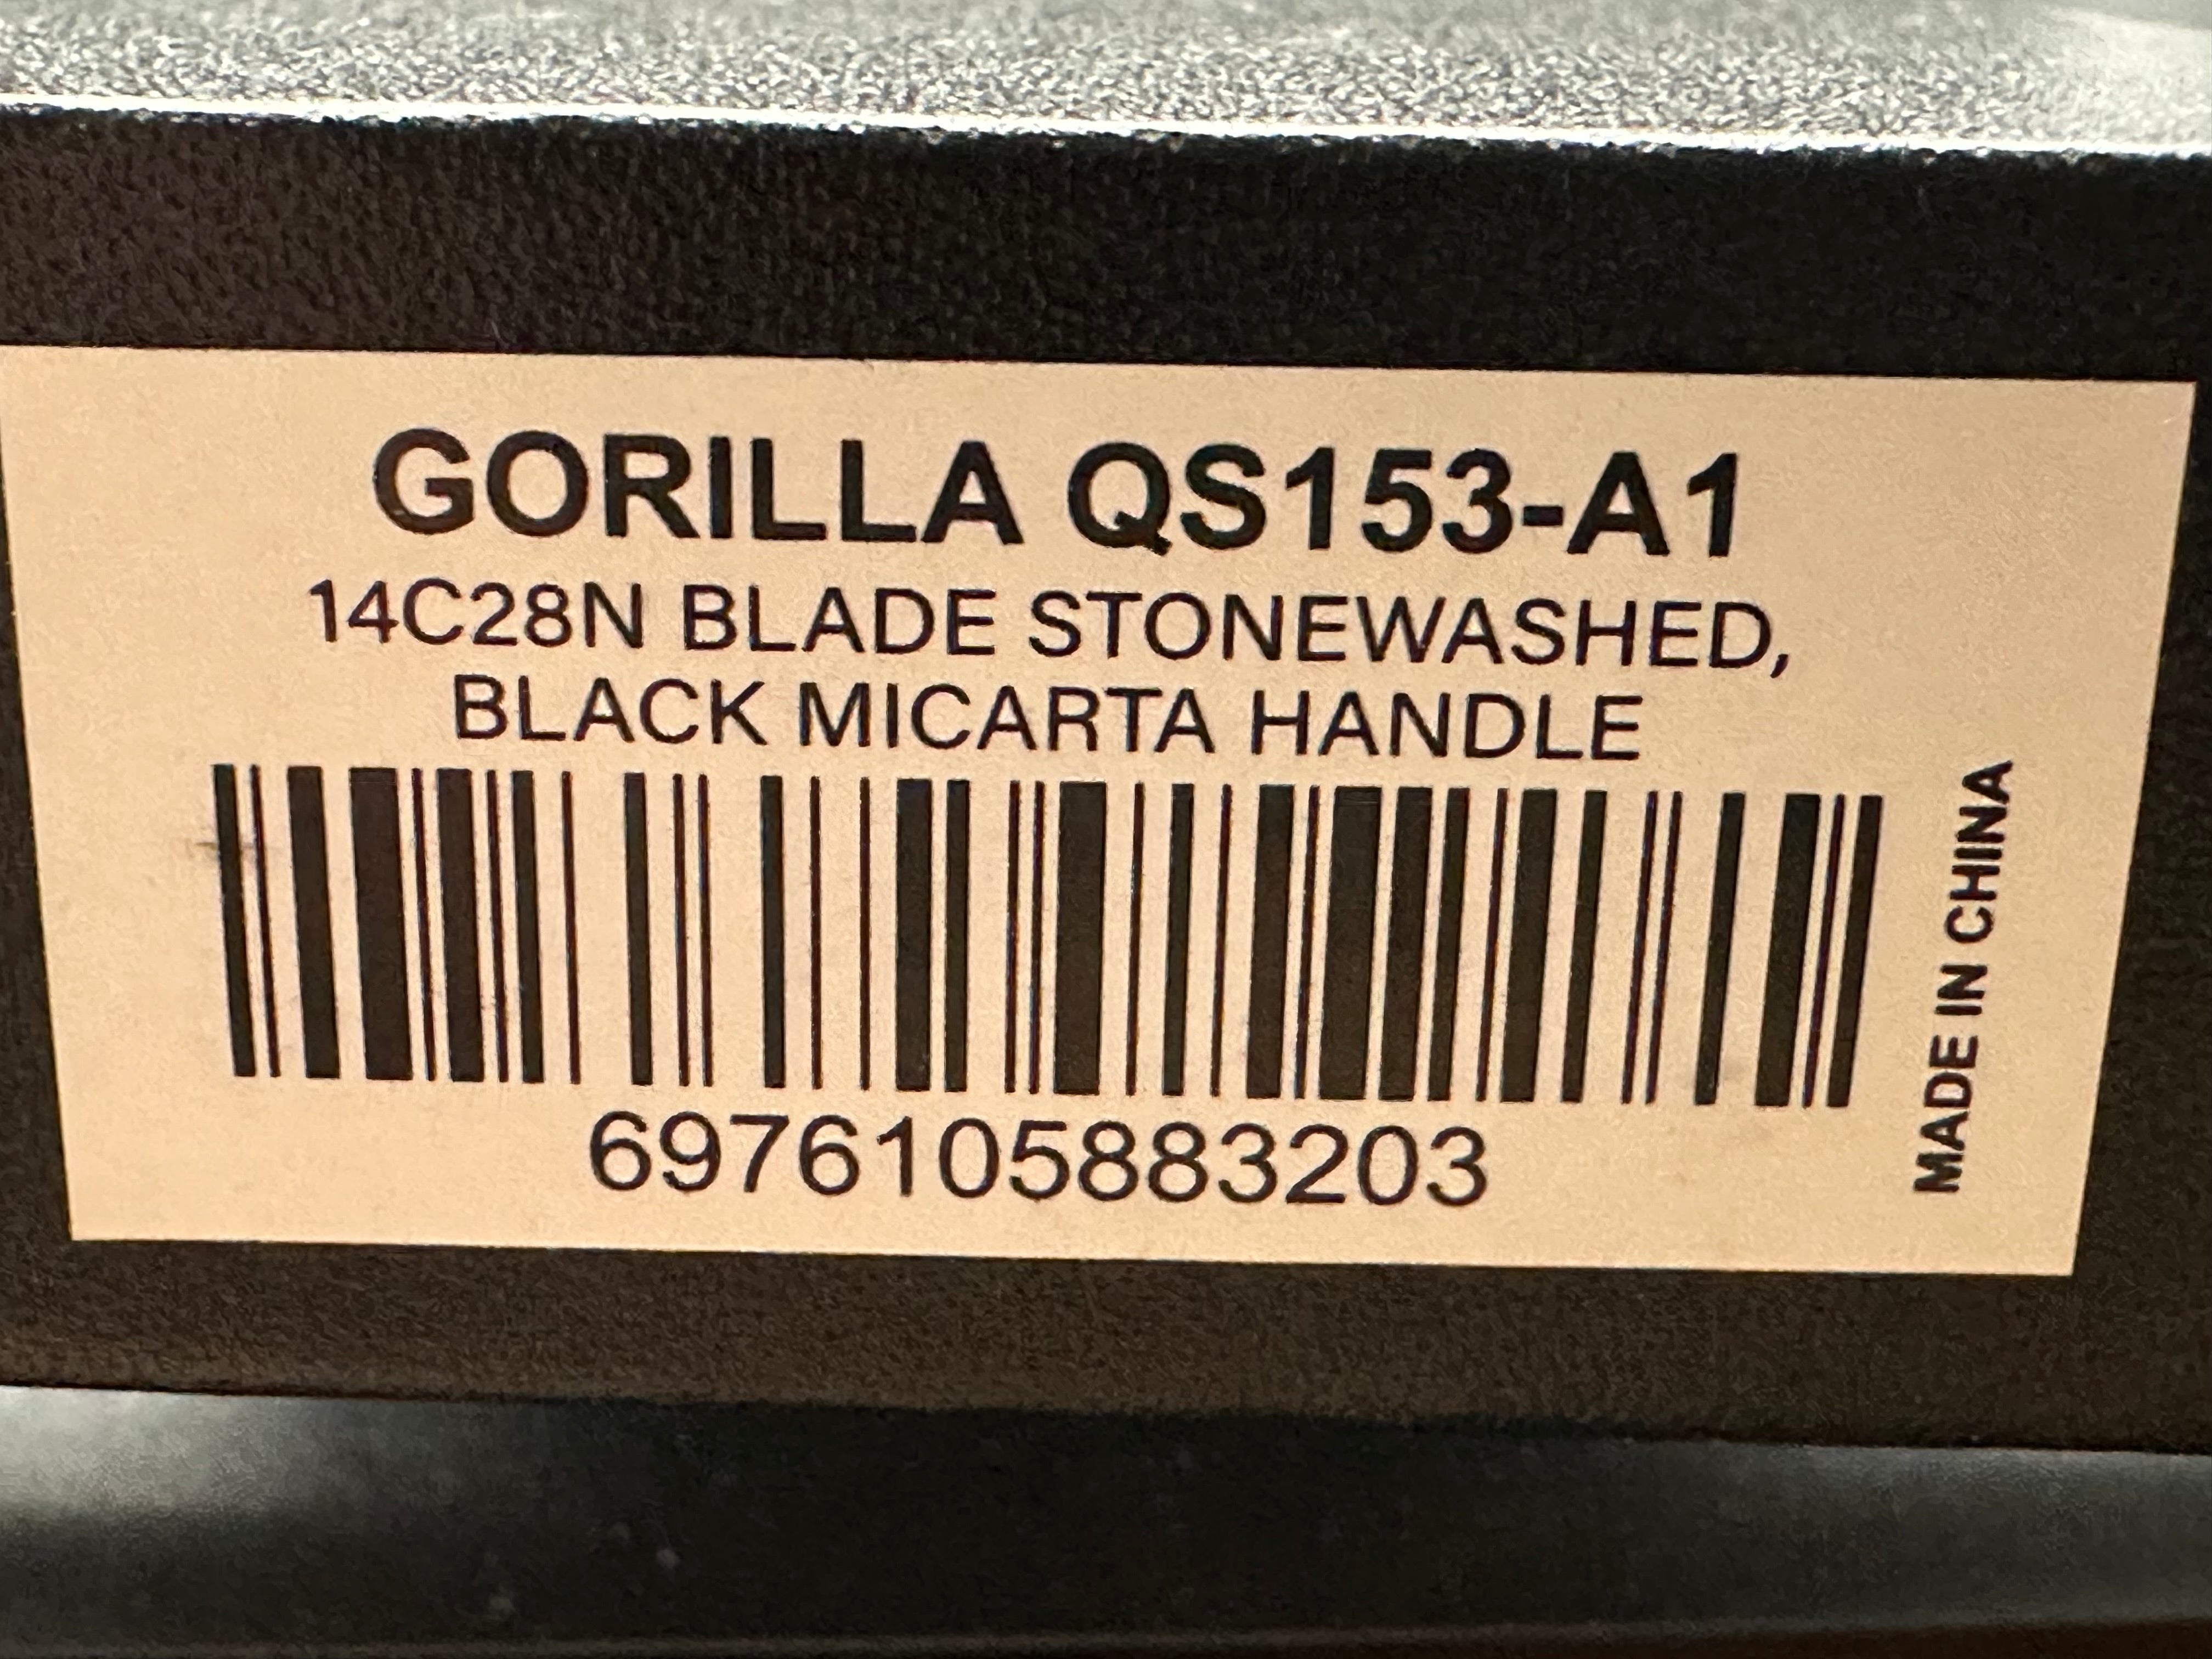 GORILLA QS153-A1
14C28N BLADE STONEWASHED,
BLACK MICARTA HANDLE
6976105883203
MADE IN CHINA